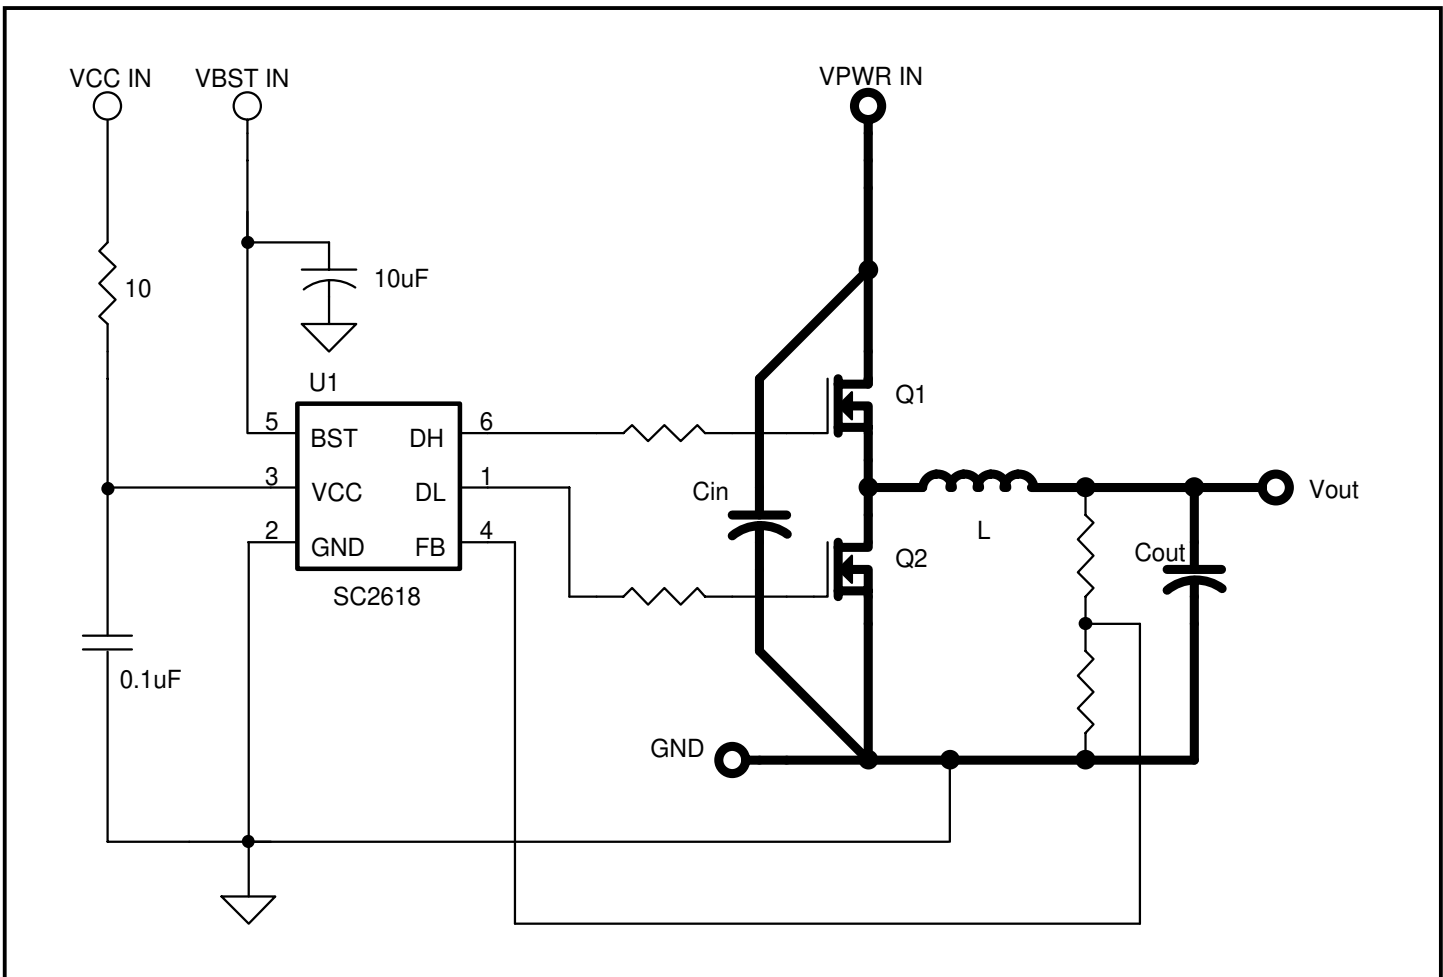 VCC IN
VBST IN
VPWR IN
10
10uF
U1
5
BST
DH
6
3
VCC
DL
1
2
GND
FB
4
SC2618
0.1uF
Q1
Cin
L
Vout
Q2
Cout
GND